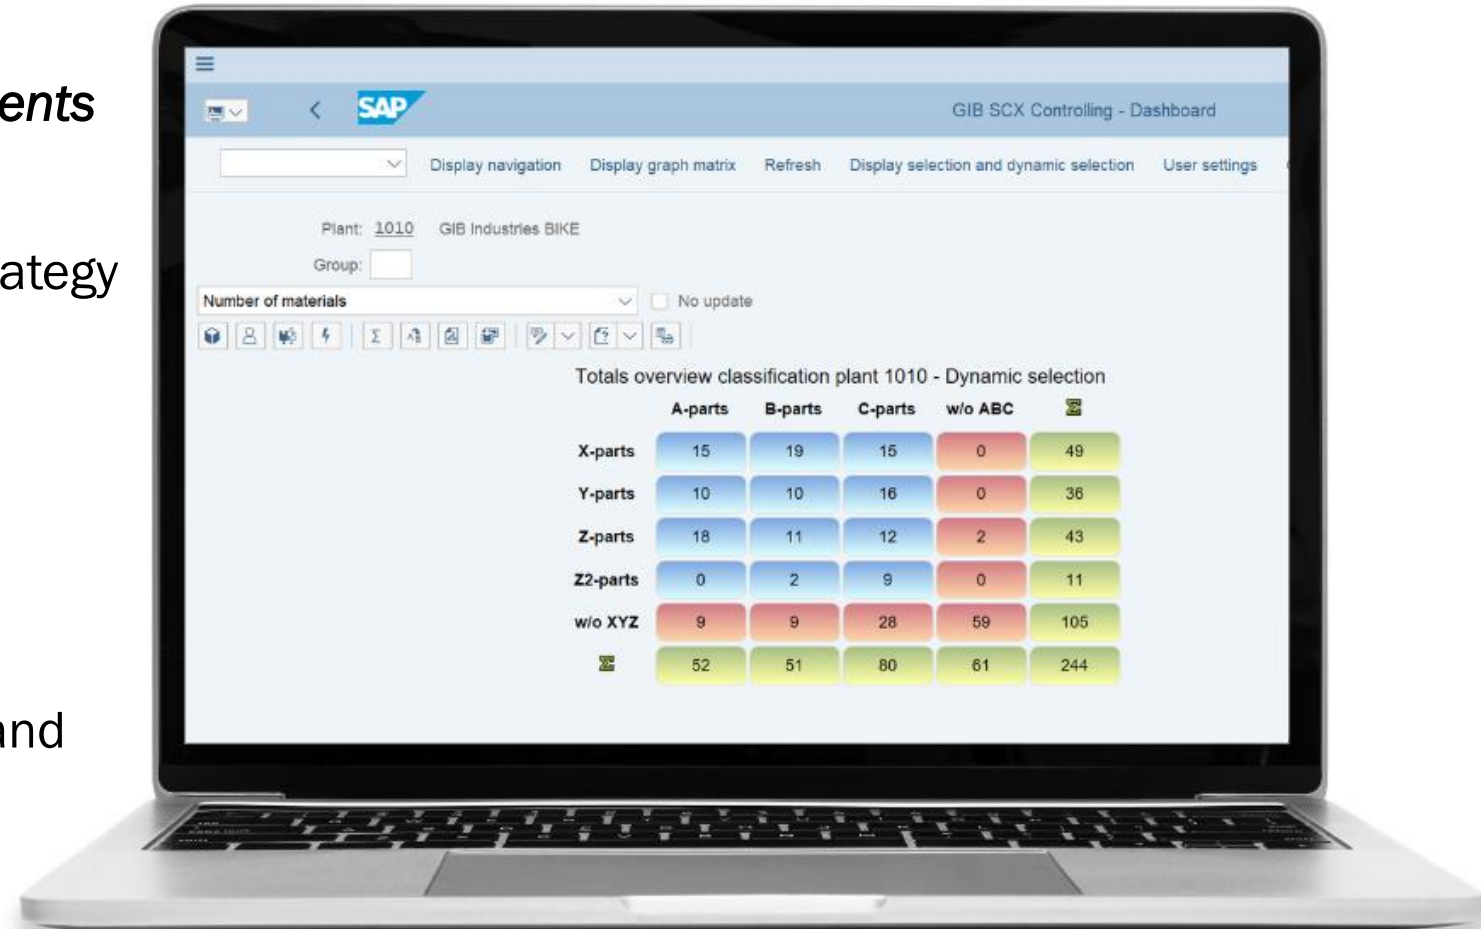 ents
ategy
and
SAP
GIB SCX Controlling - Dashboard
Display navigation Display graph matrix Refresh Display selection and dynamic selection User settings
Plant: 1010 GIB Industries BIKE
Group:
Number of materials No update
Totals overview classification plant 1010 - Dynamic selection
A-parts B-parts C-parts w/o ABC Σ
X-parts 15 19 15 0 49
Y-parts 10 10 16 0 36
Z-parts 18 11 12 2 43
Z2-parts 0 2 9 0 11
w/o XYZ 9 9 28 59 105
Σ 52 51 80 61 244